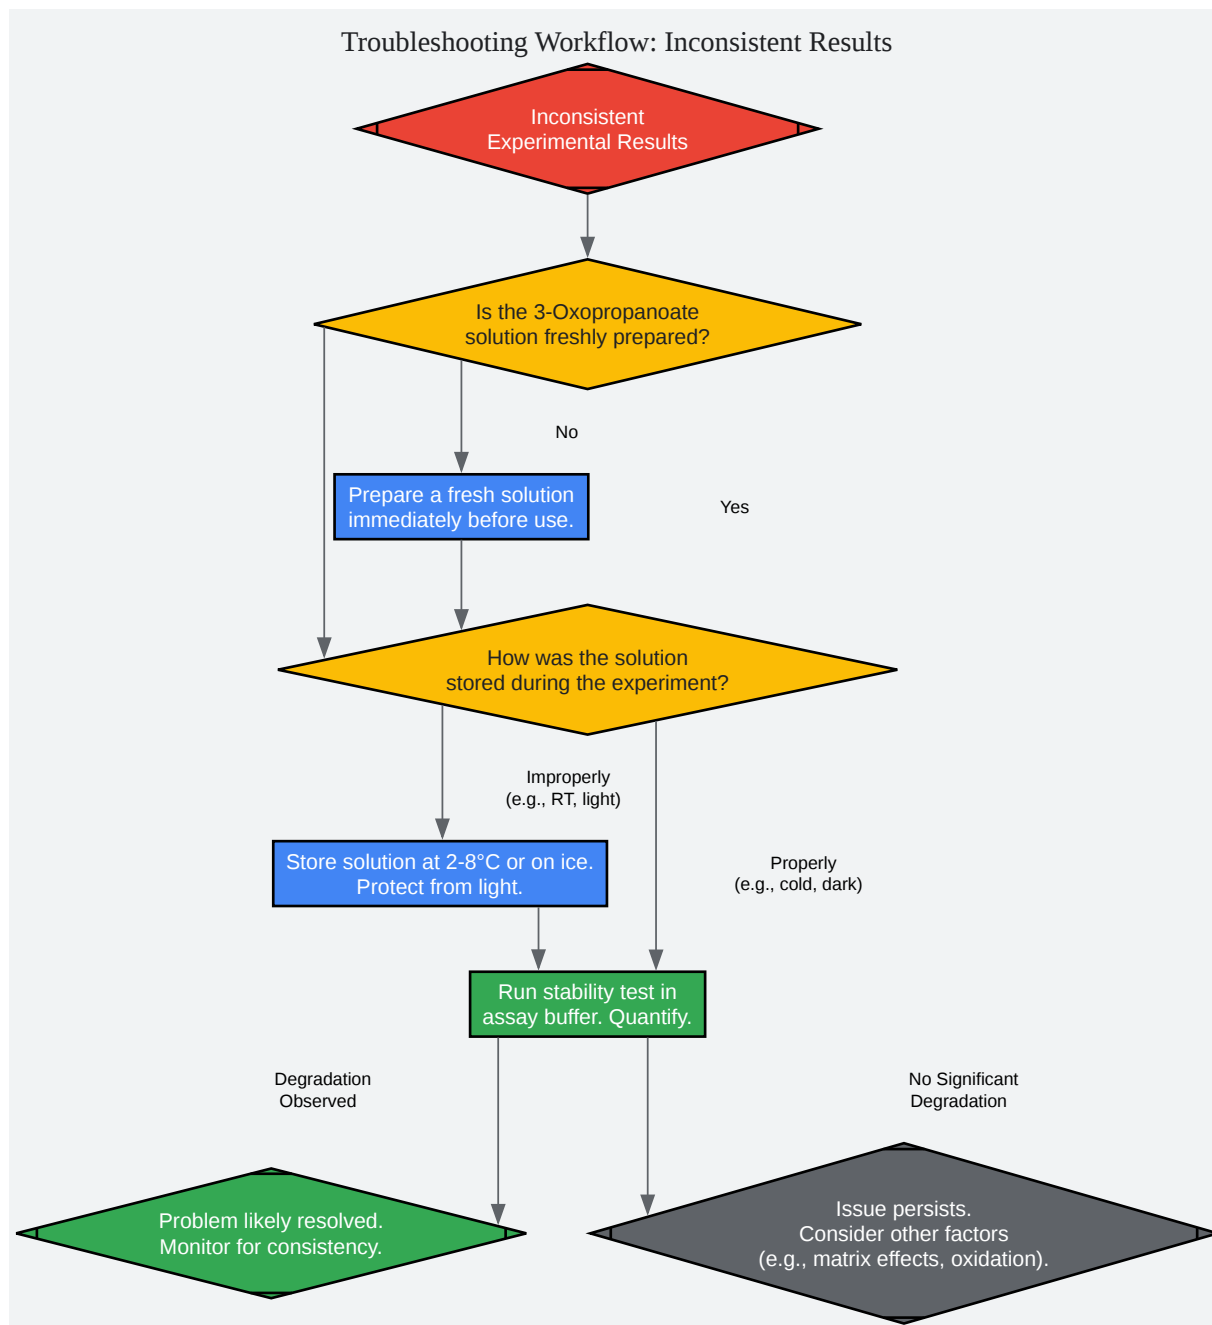 Troubleshooting Workflow: Inconsistent Results
Inconsistent
Experimental Results
Is the 3-Oxopropanoate
solution freshly prepared?
No
Prepare a fresh solution
immediately before use.
Yes
How was the solution
stored during the experiment?
Improperly
(e.g., RT, light)
Store solution at 2-8°C or on ice.
Protect from light.
Properly
(e.g., cold, dark)
Run stability test in
assay buffer. Quantify.
Degradation
Observed
No Significant
Degradation
Problem likely resolved.
Monitor for consistency.
Issue persists.
Consider other factors
(e.g., matrix effects, oxidation).